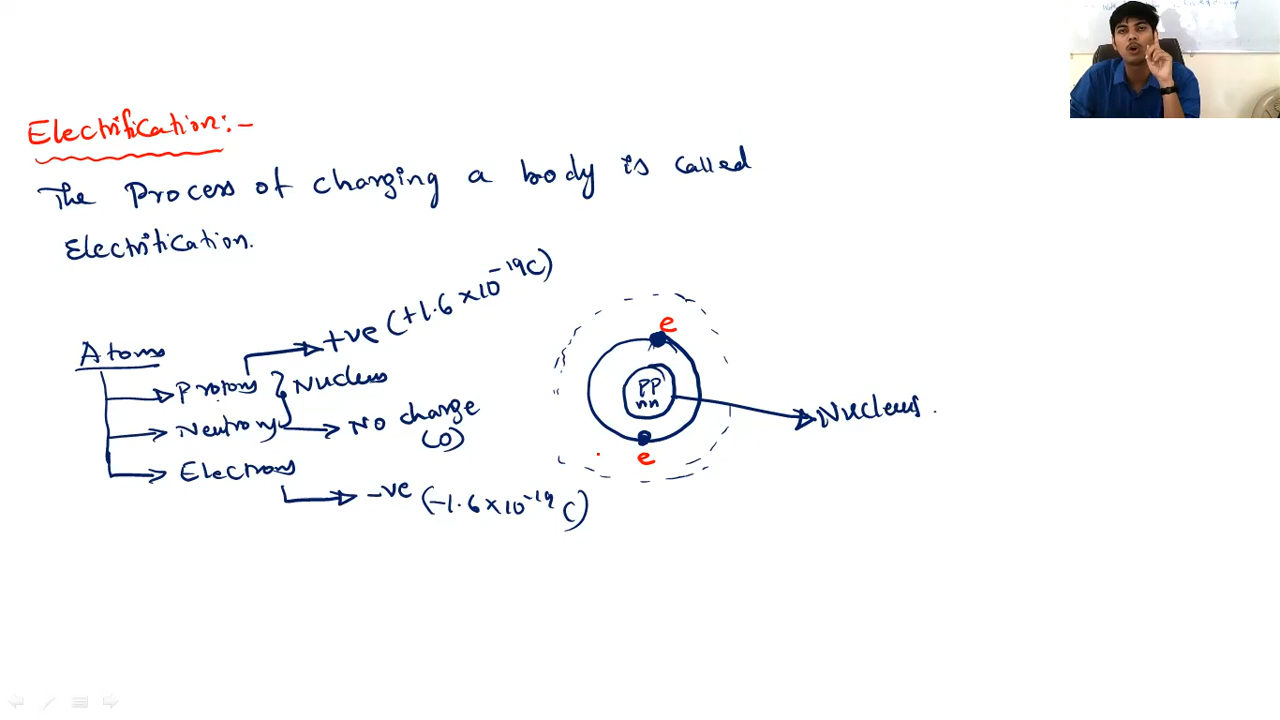 Electrification:-
The Process of charging a body is called
Electrification.
Atoms
Protons } Nucleus
+ve (+1.6×10⁻¹⁹C)
Neutrons
No charge
(0)
Electrons
-ve (-1.6×10⁻¹⁹C)
e
PP
nn
e
Nucleus.